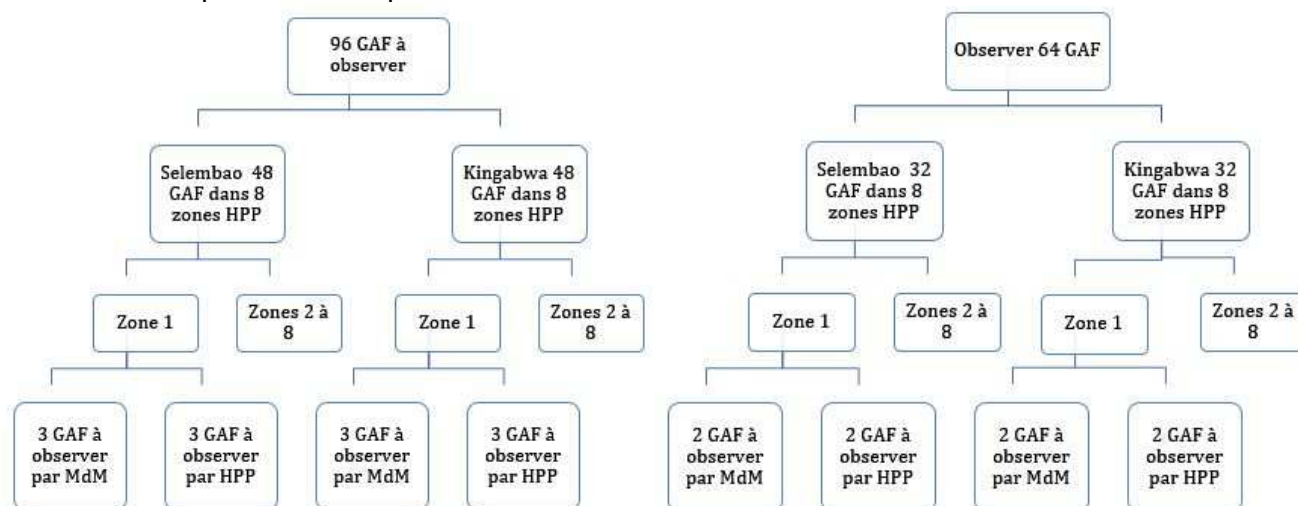 96 GAF à
observer
Selembao 48
GAF dans 8
zones HPP
Kingabwa 48
GAF dans 8
zones HPP
Zone 1
Zones 2 à
8
Zone 1
Zones 2 à
8
3 GAF à
observer
par MdM
3 GAF à
observer
par HPP
3 GAF à
observer
par MdM
3 GAF à
observer
par HPP
Observer 64 GAF
Selembao 32
GAF dans 8
zones HPP
Kingabwa 32
GAF dans 8
zones HPP
Zone 1
Zones 2 à
8
Zone 1
Zones 2 à
8
2 GAF à
observer
par MdM
2 GAF à
observer
par HPP
2 GAF à
observer
par MdM
2 GAF à
observer
par HPP